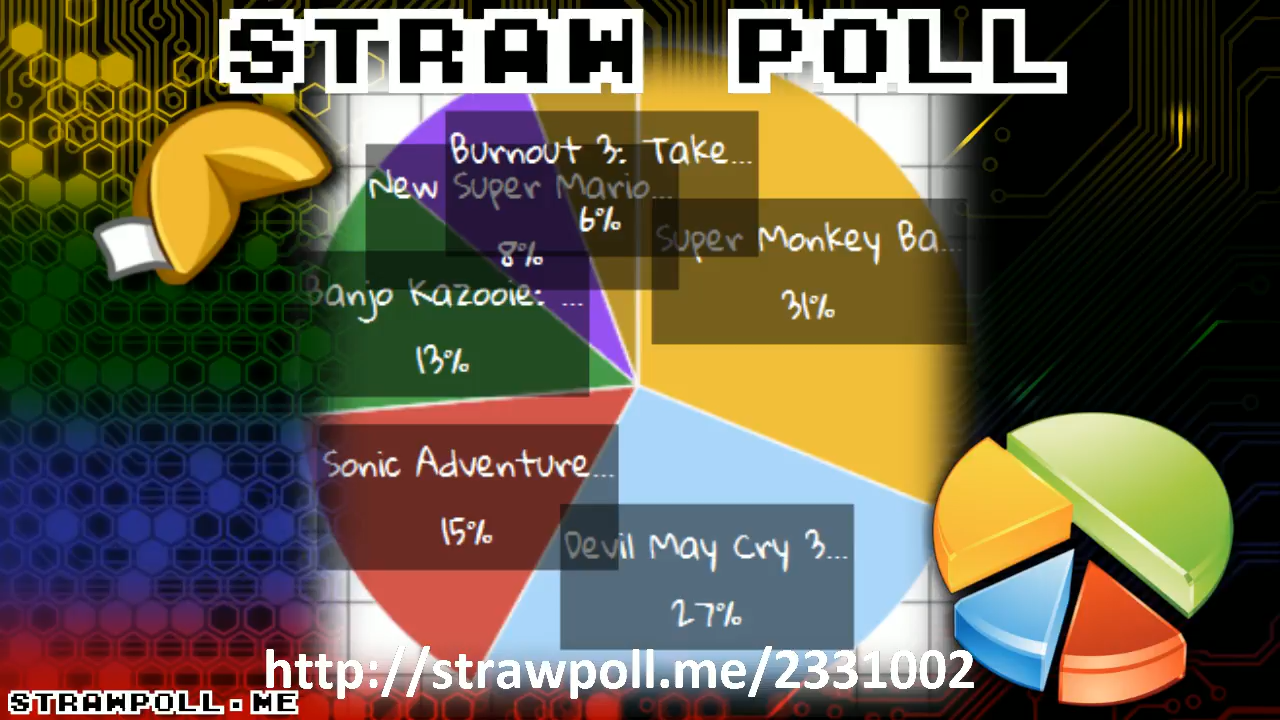 STRAW POLL
Burnout 3: Take...
New Super Mario...
6%
8%
Super Monkey Ba...
31%
Banjo Kazooie: ...
13%
Sonic Adventure...
15%
Devil May Cry 3...
27%
http://strawpoll.me/2331002
STRAWPOLL.ME